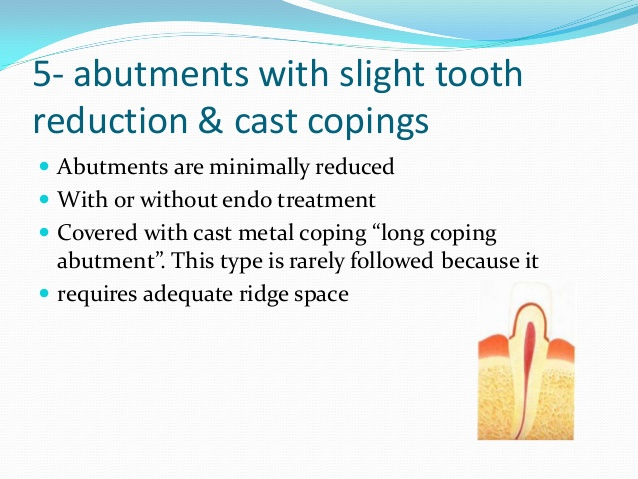 5- abutments with slight tooth
reduction & cast copings
• Abutments are minimally reduced
• With or without endo treatment
• Covered with cast metal coping “long coping
abutment”. This type is rarely followed because it
• requires adequate ridge space